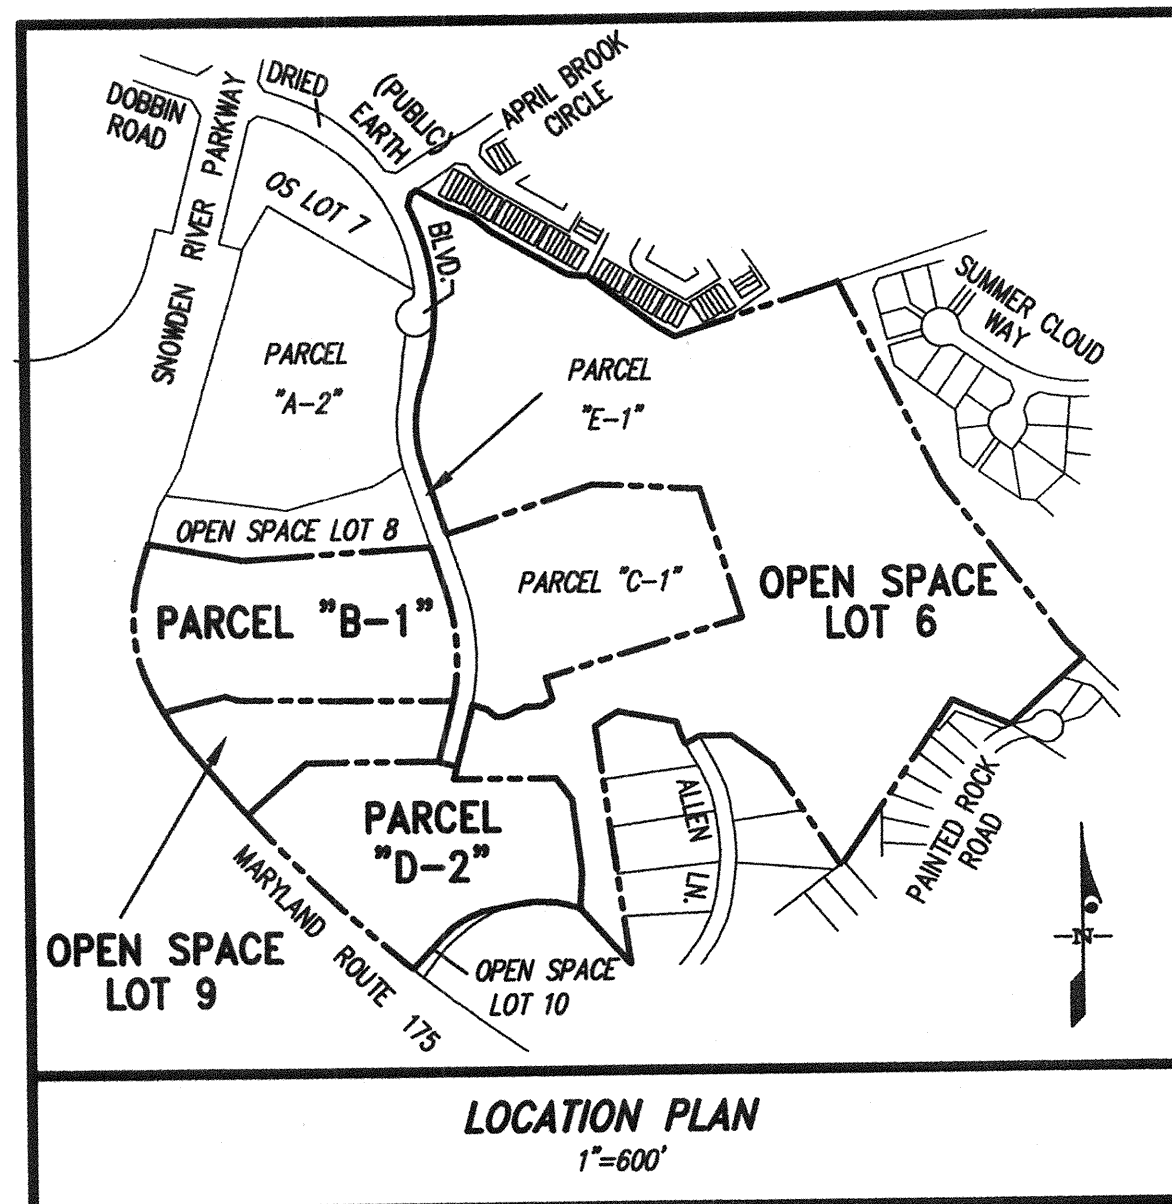 DOBBIN
ROAD
SNOWDEN RIVER PARKWAY
DRIED
(PUBLIC)
EARTH
BLVD.
APRIL BROOK
CIRCLE
OS LOT 7
SUMMER CLOUD
WAY
PARCEL
"A-2"
PARCEL
"E-1"
OPEN SPACE LOT 8
PARCEL "B-1"
PARCEL "C-1"
OPEN SPACE
LOT 6
PARCEL
"D-2"
ALLEN LN.
PAINTED ROCK
ROAD
MARYLAND ROUTE 175
OPEN SPACE
LOT 9
OPEN SPACE
LOT 10
N
LOCATION PLAN
1"=600'